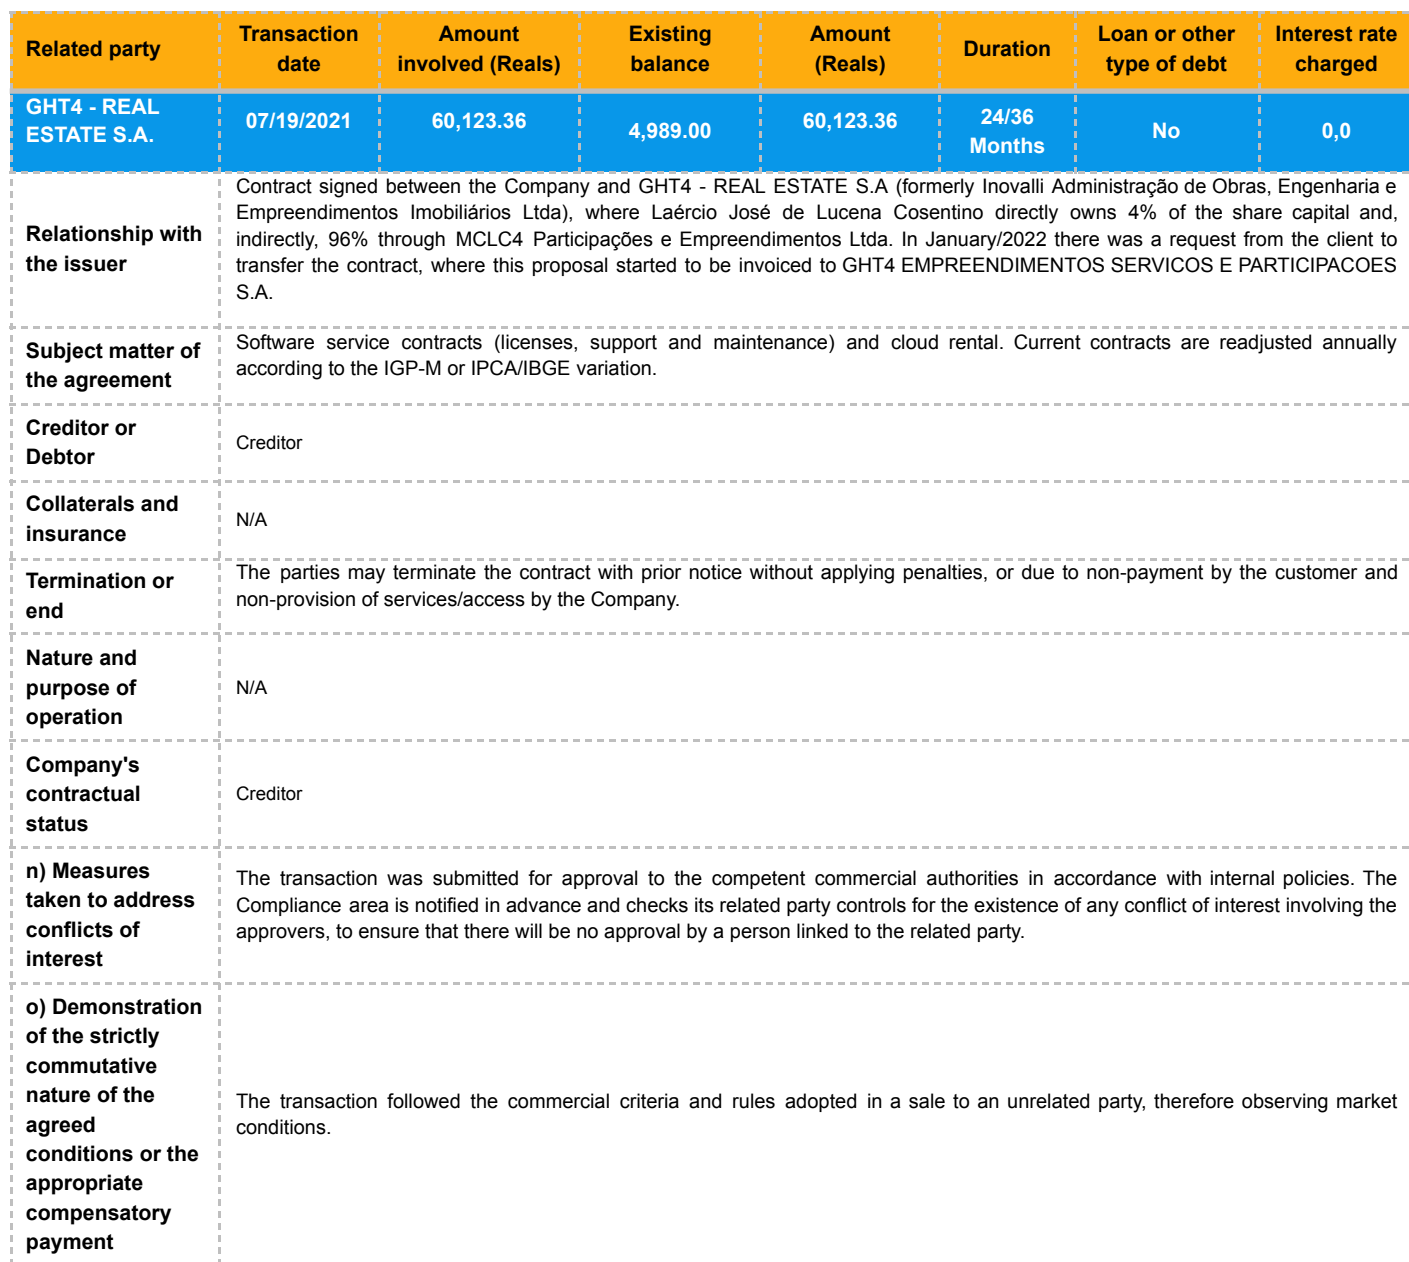 Related party
Transaction date
Amount involved (Reals)
Existing balance
Amount (Reals)
Duration
Loan or other type of debt
Interest rate charged
GHT4 - REAL ESTATE S.A.
07/19/2021
60,123.36
4,989.00
60,123.36
24/36 Months
No
0,0
Relationship with the issuer
Contract signed between the Company and GHT4 - REAL ESTATE S.A (formerly Inovalli Administração de Obras, Engenharia e
Empreendimentos Imobiliários Ltda), where Laércio José de Lucena Cosentino directly owns 4% of the share capital and,
indirectly, 96% through MCLC4 Participações e Empreendimentos Ltda. In January/2022 there was a request from the client to
transfer the contract, where this proposal started to be invoiced to GHT4 EMPREENDIMENTOS SERVICOS E PARTICIPACOES
S.A.
Subject matter of the agreement
Software service contracts (licenses, support and maintenance) and cloud rental. Current contracts are readjusted annually
according to the IGP-M or IPCA/IBGE variation.
Creditor or Debtor
Creditor
Collaterals and insurance
N/A
Termination or end
The parties may terminate the contract with prior notice without applying penalties, or due to non-payment by the customer and
non-provision of services/access by the Company.
Nature and purpose of operation
N/A
Company's contractual status
Creditor
n) Measures taken to address conflicts of interest
The transaction was submitted for approval to the competent commercial authorities in accordance with internal policies. The
Compliance area is notified in advance and checks its related party controls for the existence of any conflict of interest involving the
approvers, to ensure that there will be no approval by a person linked to the related party.
o) Demonstration of the strictly commutative nature of the agreed conditions or the appropriate compensatory payment
The transaction followed the commercial criteria and rules adopted in a sale to an unrelated party, therefore observing market
conditions.